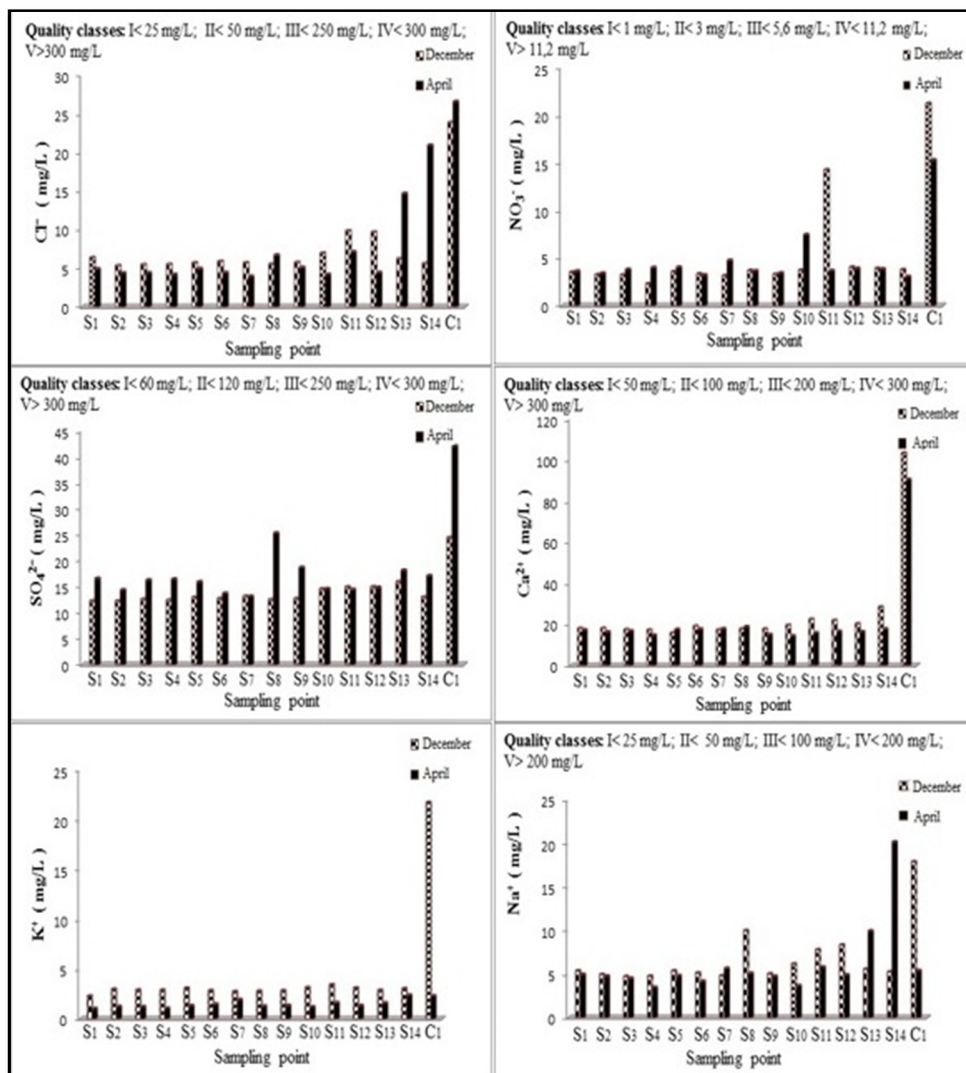 Quality classes: I< 25 mg/L; II< 50 mg/L; III< 250 mg/L; IV< 300 mg/L;
V>300 mg/L
December
April
30
25
20
15
10
5
0
Cl⁻ ( mg/L )
S1 S2 S3 S4 S5 S6 S7 S8 S9 S10 S11 S12 S13 S14 C1
Sampling point
Quality classes: I< 1 mg/L; II< 3 mg/L; III< 5,6 mg/L; IV< 11,2 mg/L;
V> 11,2 mg/L
December
April
25
20
15
10
5
0
NO₃⁻ ( mg/L )
S1 S2 S3 S4 S5 S6 S7 S8 S9 S10 S11 S12 S13 S14 C1
Sampling point
Quality classes: I< 60 mg/L; II< 120 mg/L; III< 250 mg/L; IV< 300 mg/L;
V> 300 mg/L
December
April
45
40
35
30
25
20
15
10
5
0
SO₄²⁻ ( mg/L )
S1 S2 S3 S4 S5 S6 S7 S8 S9 S10 S11 S12 S13 S14 C1
Sampling point
Quality classes: I< 50 mg/L; II< 100 mg/L; III< 200 mg/L; IV< 300 mg/L;
V> 300 mg/L
December
April
120
100
80
60
40
20
0
Ca²⁺ ( mg/L )
S1 S2 S3 S4 S5 S6 S7 S8 S9 S10 S11 S12 S13 S14 C1
Sampling point
December
April
25
20
15
10
5
0
K⁺ ( mg/L )
S1 S2 S3 S4 S5 S6 S7 S8 S9 S10 S11 S12 S13 S14 C1
Sampling point
Quality classes: I< 25 mg/L; II< 50 mg/L; III< 100 mg/L; IV< 200 mg/L;
V> 200 mg/L
December
April
25
20
15
10
5
0
Na⁺ ( mg/L )
S1 S2 S3 S4 S5 S6 S7 S8 S9 S10 S11 S12 S13 S14 C1
Sampling point